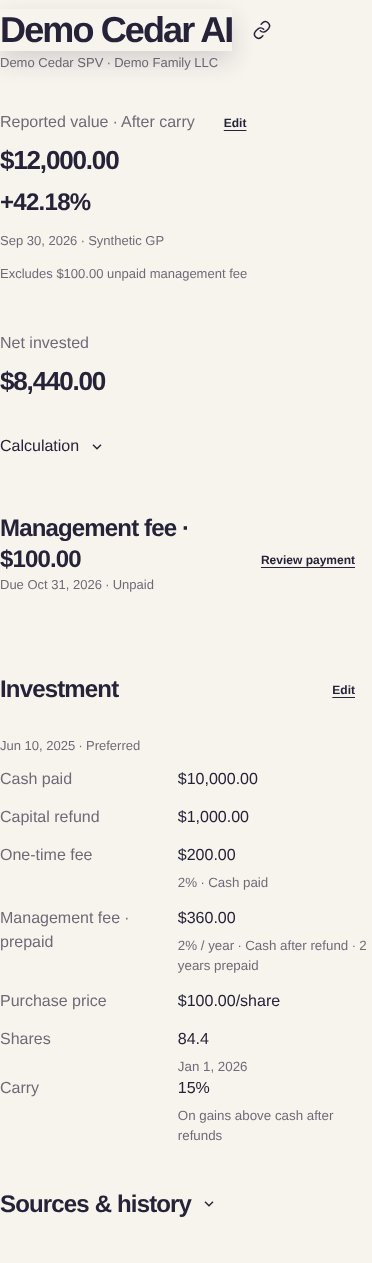 Demo Cedar AI
Demo Cedar SPV · Demo Family LLC
Reported value · After carry Edit
$12,000.00
+42.18%
Sep 30, 2026 · Synthetic GP
Excludes $100.00 unpaid management fee
Net invested
$8,440.00
Calculation
Management fee ·
$100.00 Review payment
Due Oct 31, 2026 · Unpaid
Investment Edit
Jun 10, 2025 · Preferred
Cash paid $10,000.00
Capital refund $1,000.00
One-time fee $200.00
2% · Cash paid
Management fee · $360.00
prepaid 2% / year · Cash after refund · 2
years prepaid
Purchase price $100.00/share
Shares 84.4
Jan 1, 2026
Carry 15%
On gains above cash after
refunds
Sources & history